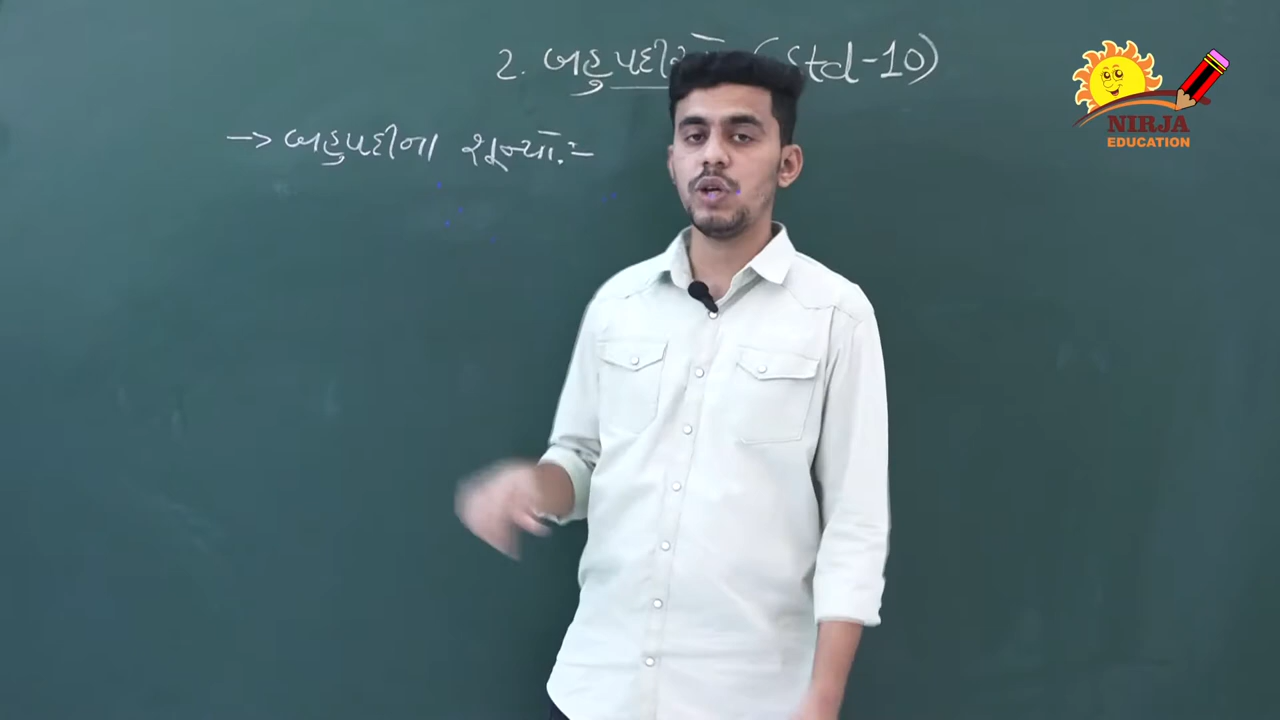 2. બહુપદીઓ (Std-10)
→ બહુપદીના શૂન્યો:-
NIRJA
EDUCATION